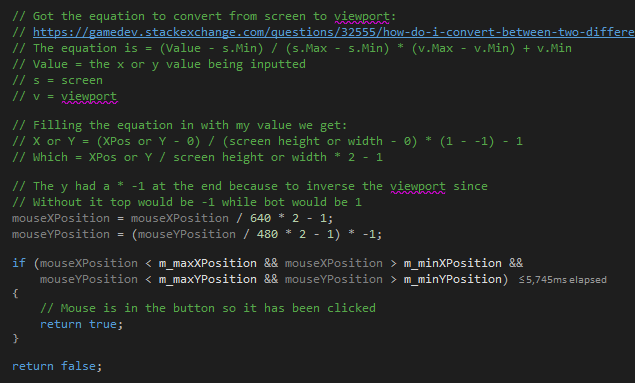 // Got the equation to convert from screen to viewport:
// https://gamedev.stackexchange.com/questions/32555/how-do-i-convert-between-two-differe
// The equation is = (Value - s.Min) / (s.Max - s.Min) * (v.Max - v.Min) + v.Min
// Value = the x or y value being inputted
// s = screen
// v = viewport
// Filling the equation in with my value we get:
// X or Y = (XPos or Y - 0) / (screen height or width - 0) * (1 - -1) - 1
// Which = XPos or Y / screen height or width * 2 - 1
// The y had a * -1 at the end because to inverse the viewport since
// Without it top would be -1 while bot would be 1
mouseXPosition = mouseXPosition / 640 * 2 - 1;
mouseYPosition = (mouseYPosition / 480 * 2 - 1) * -1;
if (mouseXPosition < m_maxXPosition && mouseXPosition > m_minXPosition &&
mouseYPosition < m_maxYPosition && mouseYPosition > m_minYPosition) ≤5,745ms elapsed
{
// Mouse is in the button so it has been clicked
return true;
}
return false;